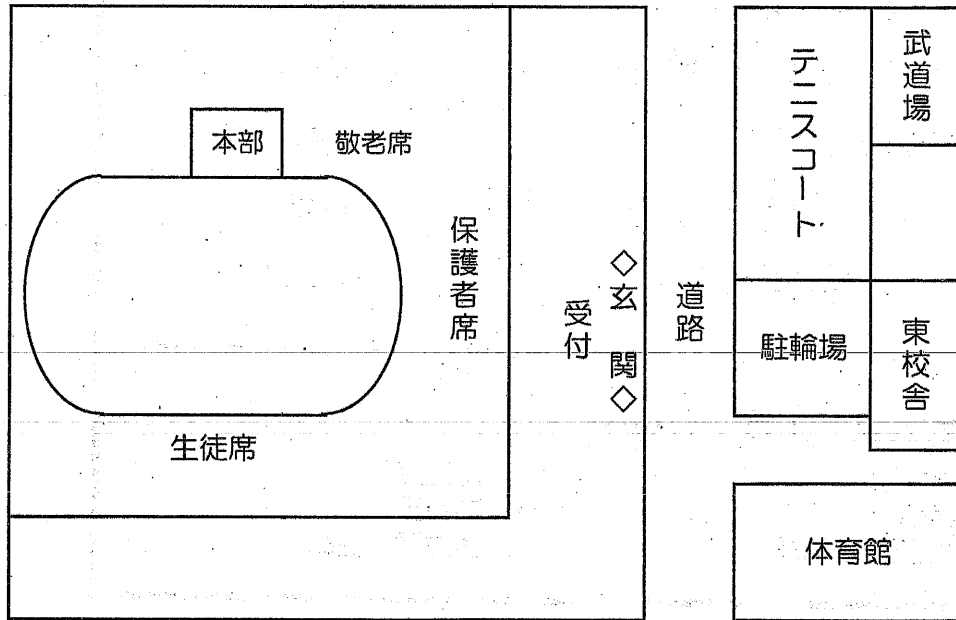 本部
敬老席
保護者席
生徒席
受付
◇玄関◇
道路
テニスコート
武道場
駐輪場
東校舎
体育館